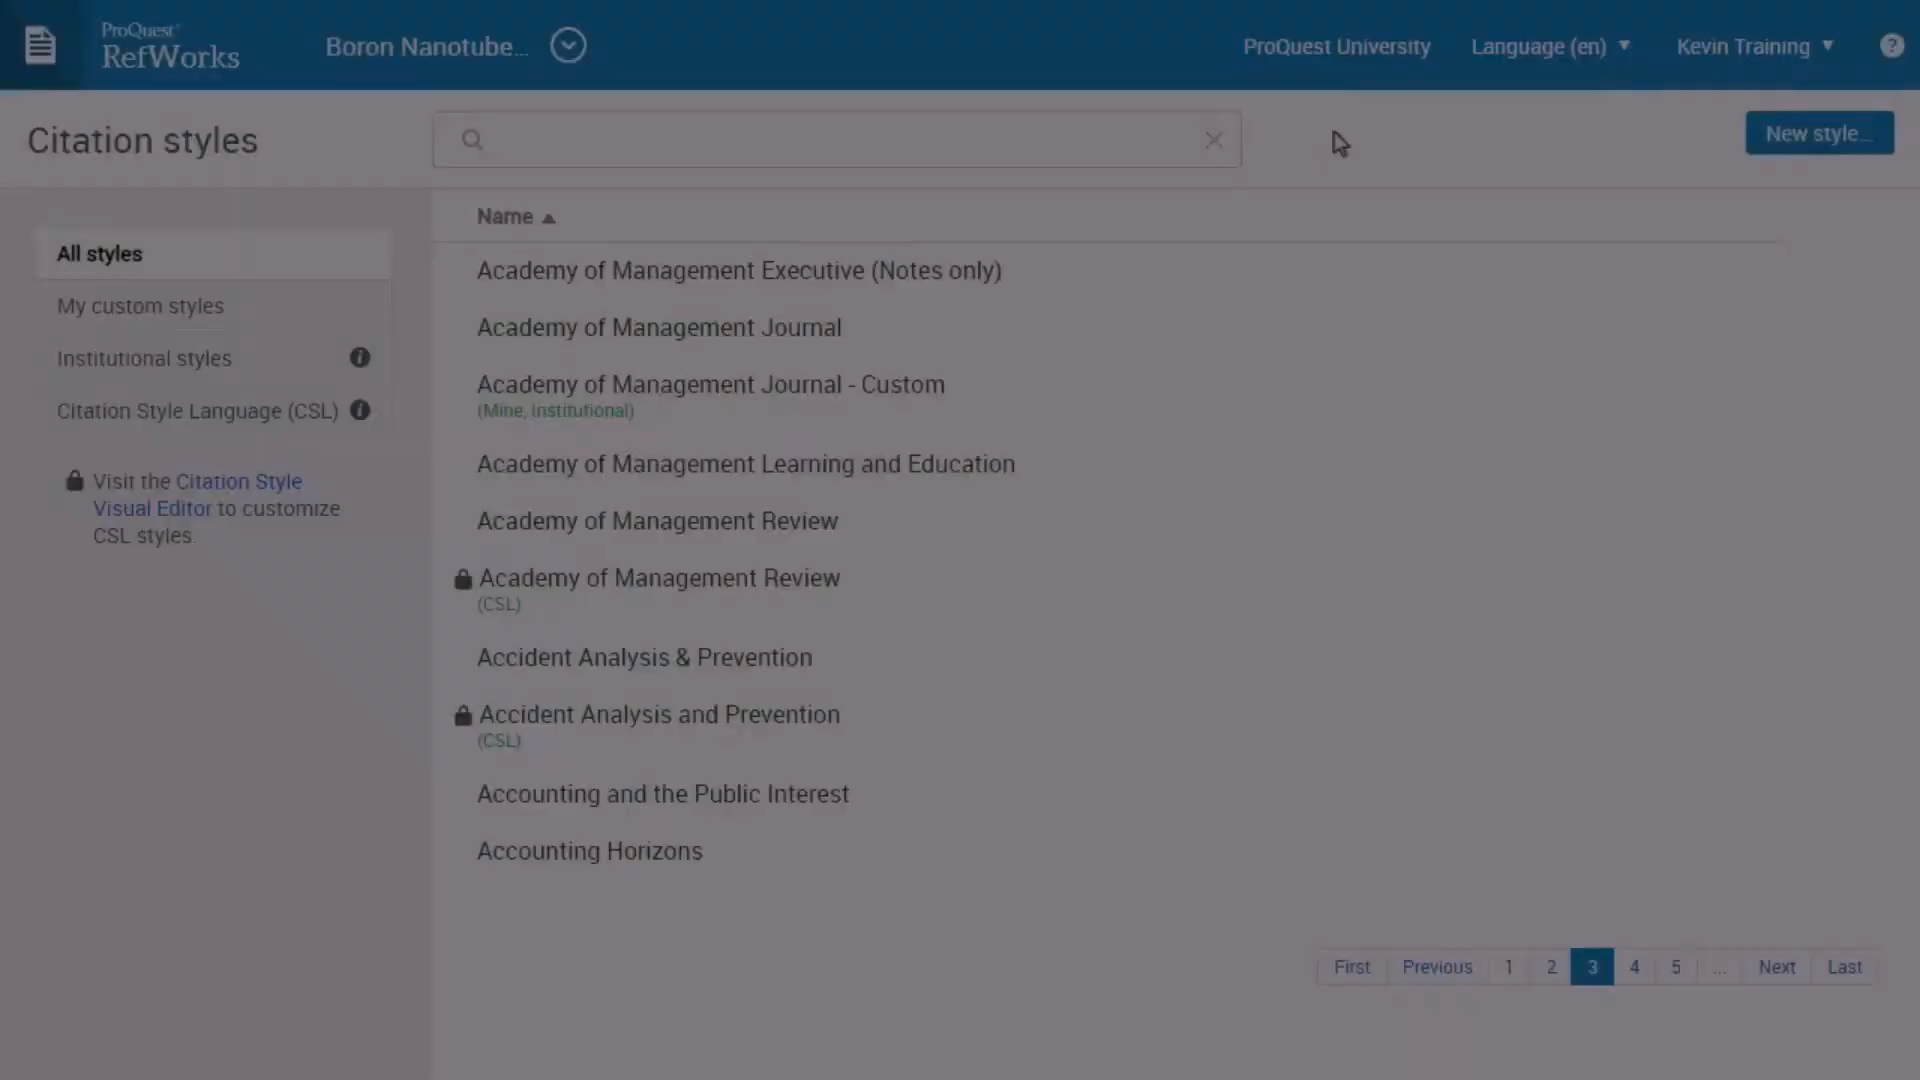 ProQuest
RefWorks
Boron Nanotube...
ProQuest University
Language (en)
Kevin Training
?
Citation styles
New style...
All styles
My custom styles
Institutional styles
Citation Style Language (CSL)
Visit the Citation Style
Visual Editor to customize
CSL styles.
Name
Academy of Management Executive (Notes only)
Academy of Management Journal
Academy of Management Journal - Custom
(Mine, Institutional)
Academy of Management Learning and Education
Academy of Management Review
Academy of Management Review
(CSL)
Accident Analysis & Prevention
Accident Analysis and Prevention
(CSL)
Accounting and the Public Interest
Accounting Horizons
First Previous 1 2 3 4 5 ... Next Last